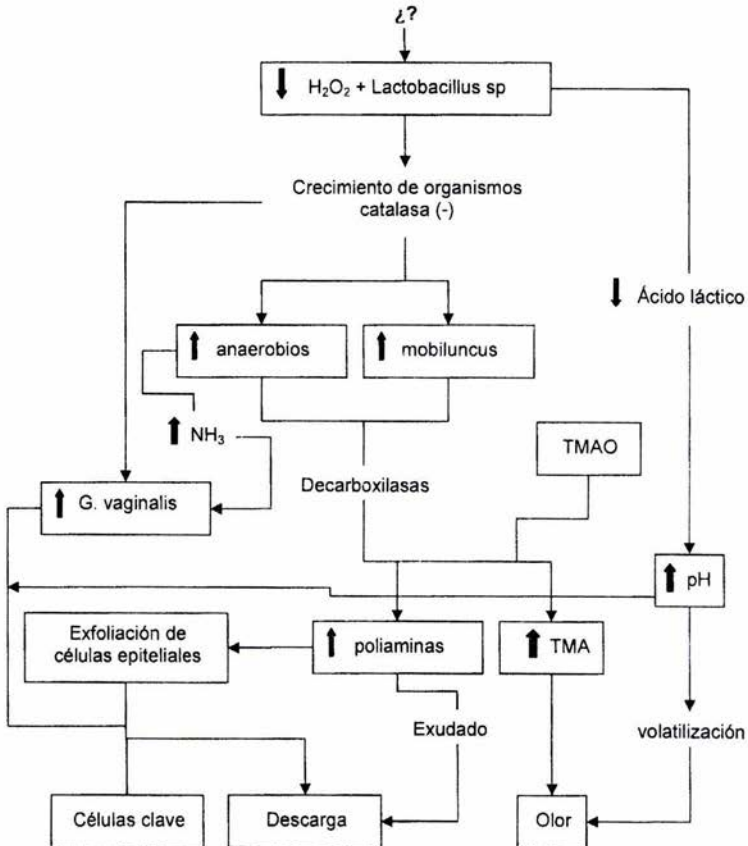 ¿?
H₂O₂ + Lactobacillus sp
Crecimiento de organismos
catalasa (-)
Ácido láctico
anaerobios
mobiluncus
NH₃
TMAO
G. vaginalis
Decarboxilasas
pH
Exfoliación de
células epiteliales
poliaminas
TMA
Exudado
volatilización
Células clave
Descarga
Olor